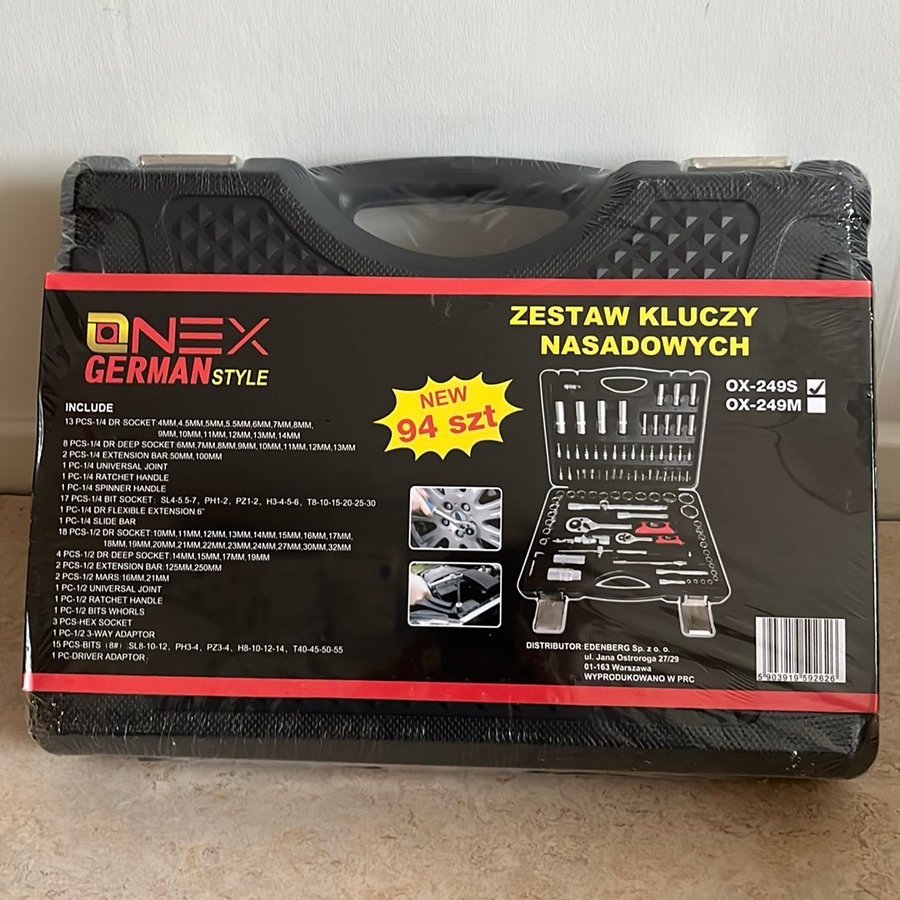 ONEX
GERMAN STYLE
ZESTAW KLUCZY
NASADOWYCH
OX-249S ✓
OX-249M
NEW
94 szt
INCLUDE
13 PCS-1/4 DR SOCKET:4MM,4.5MM,5MM,5.5MM,6MM,7MM,8MM,
9MM,10MM,11MM,12MM,13MM,14MM
8 PCS-1/4 DR DEEP SOCKET:6MM,7MM,8MM,9MM,10MM,11MM,12MM,13MM
2 PCS-1/4 EXTENSION BAR:50MM,100MM
1 PC-1/4 UNIVERSAL JOINT
1 PC-1/4 RATCHET HANDLE
1 PC-1/4 SPINNER HANDLE
17 PCS-1/4 BIT SOCKET: SL4-5.5-7, PH1-2, PZ1-2, H3-4-5-6, T8-10-15-20-25-30
1 PC-1/4 DR FLEXIBLE EXTENSION 6"
1 PC-1/4 SLIDE BAR
18 PCS-1/2 DR SOCKET:10MM,11MM,12MM,13MM,14MM,15MM,16MM,17MM,
18MM,19MM,20MM,21MM,22MM,23MM,24MM,27MM,30MM,32MM
4 PCS-1/2 DR DEEP SOCKET:14MM,15MM,17MM,19MM
2 PCS-1/2 EXTENSION BAR:125MM,250MM
2 PCS-1/2 MARS:16MM,21MM
1 PC-1/2 UNIVERSAL JOINT
1 PC-1/2 RATCHET HANDLE
1 PC-1/2 BITS WHORLS
3 PCS-HEX SOCKET
1 PC-1/2 3-WAY ADAPTOR
15 PCS-BITS (8#) :SL8-10-12, PH3-4, PZ3-4, H8-10-12-14, T40-45-50-55
1 PC-DRIVER ADAPTOR
DISTRIBUTOR: EDENBERG Sp. z o. o.
ul. Jana Ostroroga 27/29
01-163 Warszawa
WYPRODUKOWANO W PRC
5 903919 592626